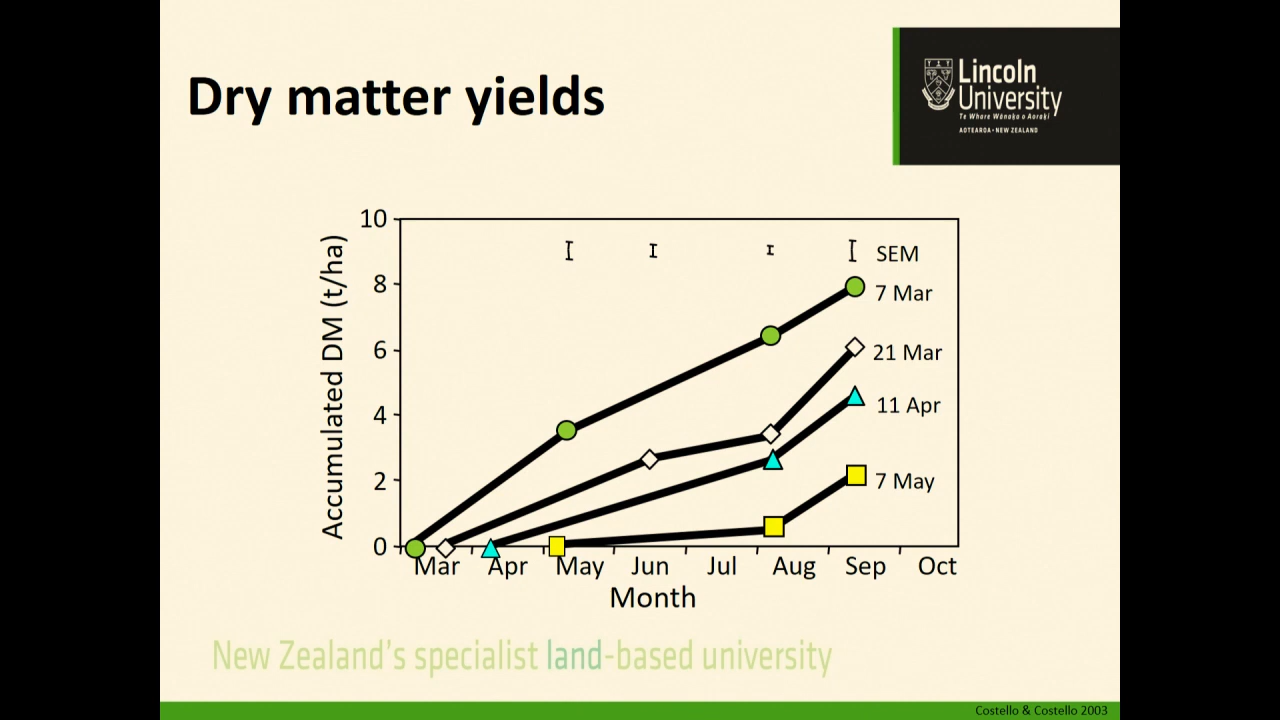 Dry matter yields
Lincoln
University
Te Whare Wānaka o Aoraki
AOTEAROA • NEW ZEALAND
Accumulated DM (t/ha)
10
8
6
4
2
0
SEM
7 Mar
21 Mar
11 Apr
7 May
Mar Apr May Jun Jul Aug Sep Oct
Month
New Zealand's specialist land-based university
Costello & Costello 2003